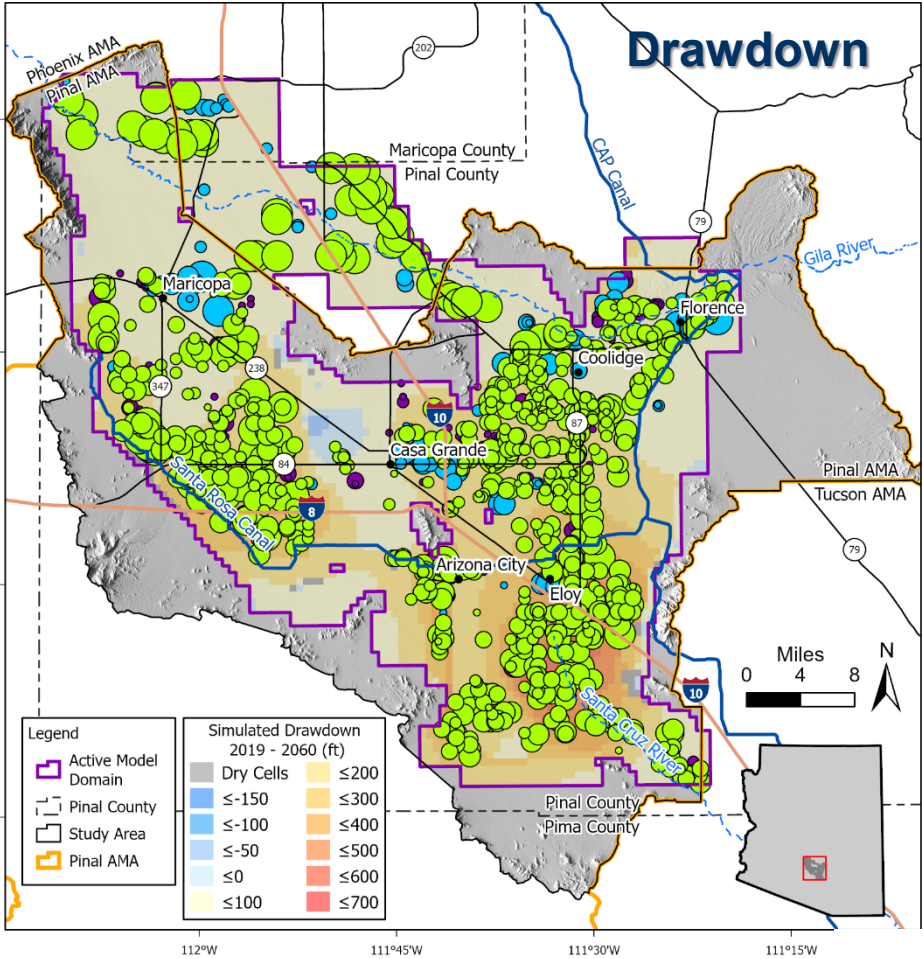 Drawdown
202
Phoenix AMA
Pinal AMA
Maricopa County
Pinal County
CAP Canal
79
Gila River
Maricopa
Florence
Coolidge
347
238
10
87
Casa Grande
84
Pinal AMA
Tucson AMA
Santa Rosa Canal
8
79
Arizona City
Eloy
Miles
0 4 8
N
10
Santa Cruz River
Pinal County
Pima County
Legend
Active Model
Domain
Pinal County
Study Area
Pinal AMA
Simulated Drawdown
2019 - 2060 (ft)
Dry Cells
≤-150
≤-100
≤-50
≤0
≤100
≤200
≤300
≤400
≤500
≤600
≤700
112°W 111°45'W 111°30'W 111°15'W